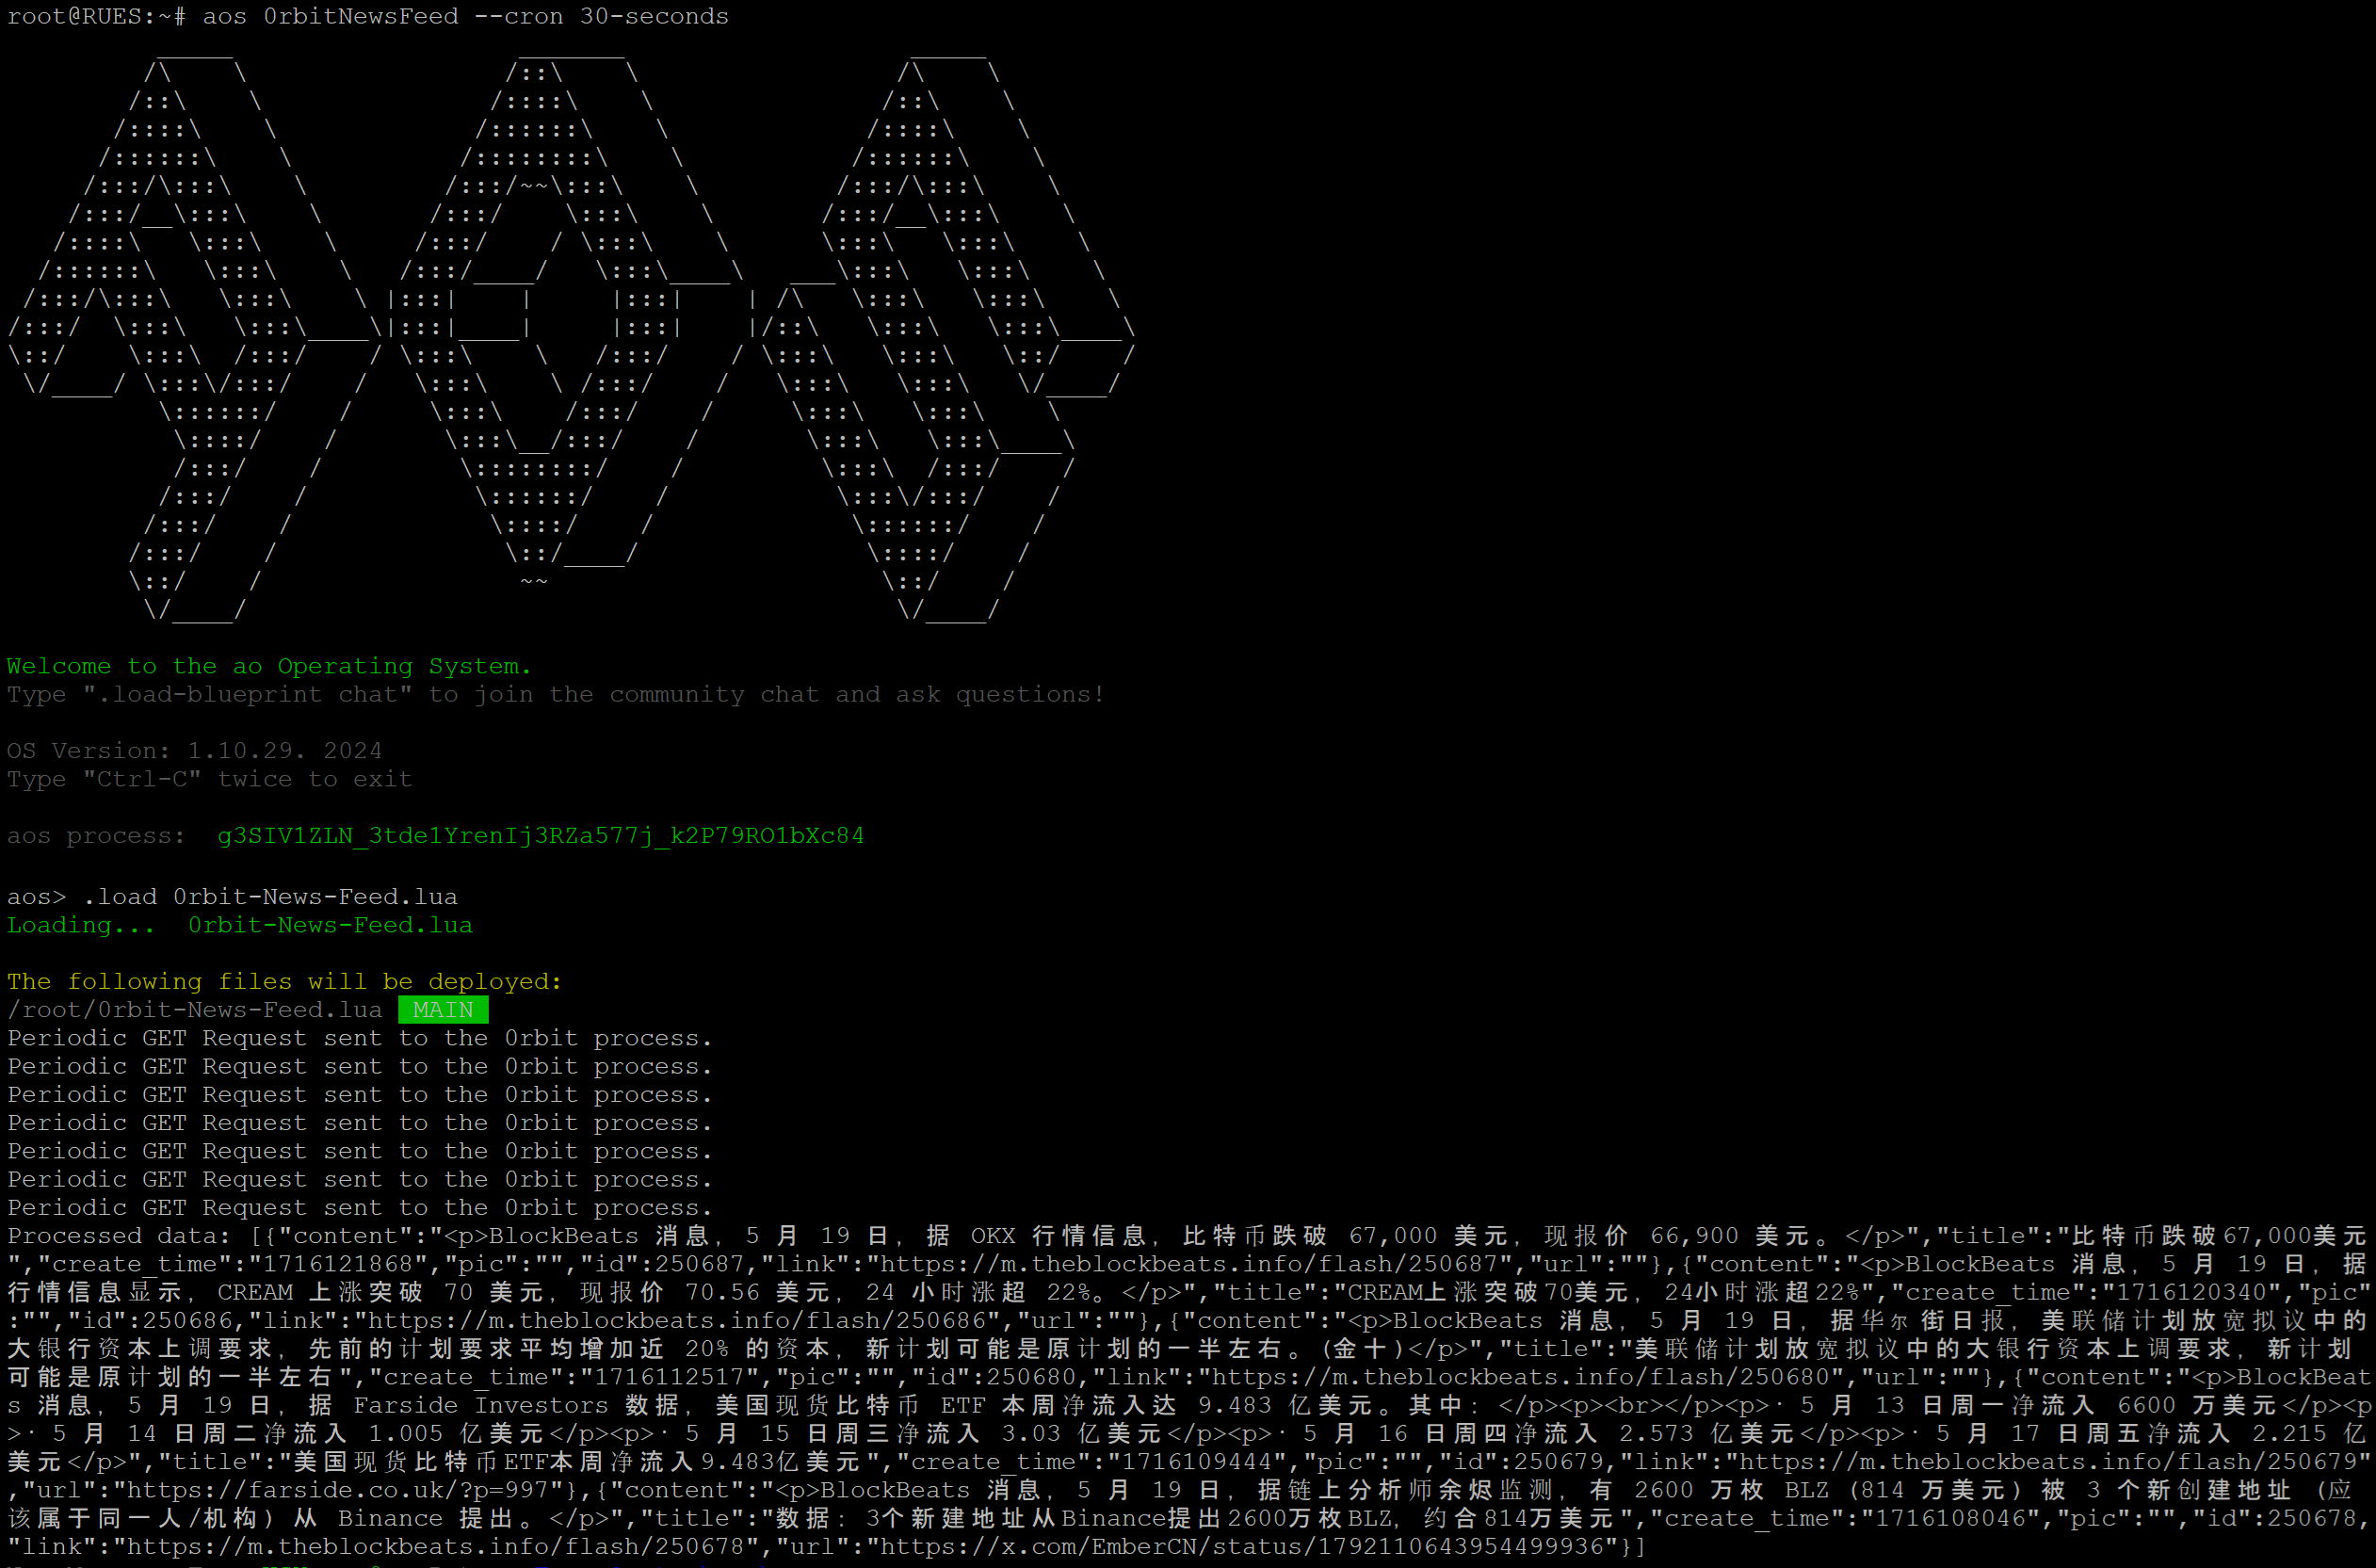 root@RUES:~# aos 0rbitNewsFeed --cron 30-seconds
Welcome to the ao Operating System.
Type ".load-blueprint chat" to join the community chat and ask questions!
OS Version: 1.10.29. 2024
Type "Ctrl-C" twice to exit
aos process:  g3SIV1ZLN_3tde1YrenIj3RZa577j_k2P79RO1bXc84
aos> .load 0rbit-News-Feed.lua
Loading...  0rbit-News-Feed.lua
The following files will be deployed:
/root/0rbit-News-Feed.lua MAIN
Periodic GET Request sent to the 0rbit process.
Periodic GET Request sent to the 0rbit process.
Periodic GET Request sent to the 0rbit process.
Periodic GET Request sent to the 0rbit process.
Periodic GET Request sent to the 0rbit process.
Periodic GET Request sent to the 0rbit process.
Periodic GET Request sent to the 0rbit process.
Processed data: [{"content":"<p>BlockBeats 消息，5 月 19 日，据 OKX 行情信息，比特币跌破 67,000 美元，现报价 66,900 美元。</p>","title":"比特币跌破67,000美元
","create_time":"1716121868","pic":"","id":250687,"link":"https://m.theblockbeats.info/flash/250687","url":""},{"content":"<p>BlockBeats 消息，5 月 19 日，据
行情信息显示，CREAM 上涨突破 70 美元，现报价 70.56 美元，24 小时涨超 22%。</p>","title":"CREAM上涨突破70美元，24小时涨超22%","create_time":"1716120340","pic"
:"","id":250686,"link":"https://m.theblockbeats.info/flash/250686","url":""},{"content":"<p>BlockBeats 消息，5 月 19 日，据华尔街日报，美联储计划放宽拟议中的
大银行资本上调要求，先前的计划要求平均增加近 20% 的资本，新计划可能是原计划的一半左右。(金十)</p>","title":"美联储计划放宽拟议中的大银行资本上调要求，新计划
可能是原计划的一半左右","create_time":"1716112517","pic":"","id":250680,"link":"https://m.theblockbeats.info/flash/250680","url":""},{"content":"<p>BlockBeat
s 消息，5 月 19 日，据 Farside Investors 数据，美国现货比特币 ETF 本周净流入达 9.483 亿美元。其中：</p><p><br></p><p>· 5 月 13 日周一净流入 6600 万美元</p><p
>· 5 月 14 日周二净流入 1.005 亿美元</p><p>· 5 月 15 日周三净流入 3.03 亿美元</p><p>· 5 月 16 日周四净流入 2.573 亿美元</p><p>· 5 月 17 日周五净流入 2.215 亿
美元</p>","title":"美国现货比特币ETF本周净流入9.483亿美元","create_time":"1716109444","pic":"","id":250679,"link":"https://m.theblockbeats.info/flash/250679"
,"url":"https://farside.co.uk/?p=997"},{"content":"<p>BlockBeats 消息，5 月 19 日，据链上分析师余烬监测，有 2600 万枚 BLZ (814 万美元) 被 3 个新创建地址 (应
该属于同一人/机构) 从 Binance 提出。</p>","title":"数据：3个新建地址从Binance提出2600万枚BLZ，约合814万美元","create_time":"1716108046","pic":"","id":250678,
"link":"https://m.theblockbeats.info/flash/250678","url":"https://x.com/EmberCN/status/1792110643954499936"}]